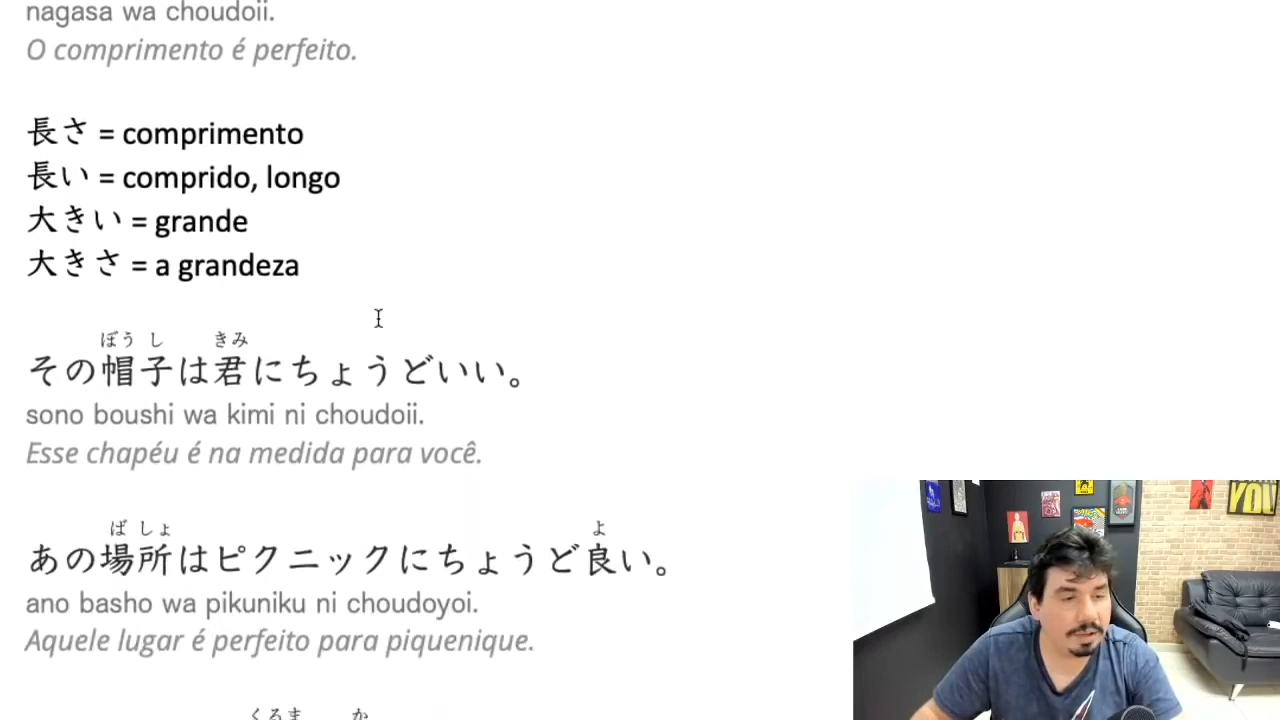 nagasa wa choudoii.
O comprimento é perfeito.
長さ = comprimento
長い = comprido, longo
大きい = grande
大きさ = a grandeza
ぼうし きみ
その帽子は君にちょうどいい。
sono boushi wa kimi ni choudoii.
Esse chapéu é na medida para você.
ばしょ よ
あの場所はピクニックにちょうど良い。
ano basho wa pikuniku ni choudoyoi.
Aquele lugar é perfeito para piquenique.
くるま か
YOU